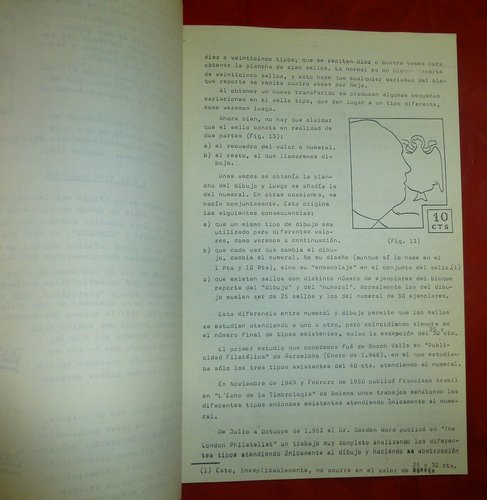 diez o veinticinco tipos, que se repiten diez o cuatro veces para
obtener la plancha de cien sellos. Lo normal es un bloque reporte
de veinticinco sellos, y esto hace que cualquier variedad del blo-
que reporte se repita cuatro veces por hoja.
Al obtener un nuevo transferido se producen algunas pequeñas
variaciones en el sello tipo, que dan lugar a un tipo diferente,
como veremos luego.
Ahora bien, no hay que olvidar
que el sello consta en realidad de
dos partes (Fig. 13):
a) el recuadro del valor o numeral.
b) el resto, al que llamaremos di-
bujo.
Unas veces se obtenía la plan-
cha del dibujo y luego se añadía la
del numeral. En otras ocasiones, se
hacía conjuntamente. Esto origina
las siguientes consecuencias:
a) que un mismo tipo de dibujo sea
utilizado para diferentes valo-
res, como veremos a continuación.
10
CTS
(Fig. 13)
b) que cada vez que cambia el dibu-
jo, cambie el numeral. No su diseño (aunque sí lo hace en el
1 Pta y 10 Pts), sino su "ensamblaje" en el conjunto del sello.(1)
c) que existan sellos con distinto número de ejemplares del bloque
reporte del "dibujo" y del "numeral". Normalmente los del dibu-
jo suelen ser de 25 sellos y los del numeral de 50 ejemplares.
Esta diferencia entre numeral y dibujo permite que los sellos
se estudien atendiendo a uno u otro, pero coincidiendo siempre en
el número final de tipos existentes, salvo la excepción del cto.
El primer estudio que conocemos fué de Bosch Valls en "Publi-
cidad Filatélica" de Barcelona (Enero de 1.946), en el que estudia-
ba sólo los tres tipos existentes del 40 cts. atendiendo al numeral.
En Noviembre de 1949 y Febrero de 1950 publicó Francisco Aracil
en "L'Echo de la Timbrologie" de Amiens unos trabajos señalando los
diferentes tipos entonces existentes atendiendo únicamente al nume-
ral.
De Julio a Octubre de 1.952 el Dr. Gordon Ward publicó en "The
London Philatelist" un trabajo muy completo analizando los diferen-
tes tipos atendiendo únicamente al dibujo y haciendo abstracción
(1) Esto, inexplicablemente, no ocurre en el valor de 25 y 30 cts.